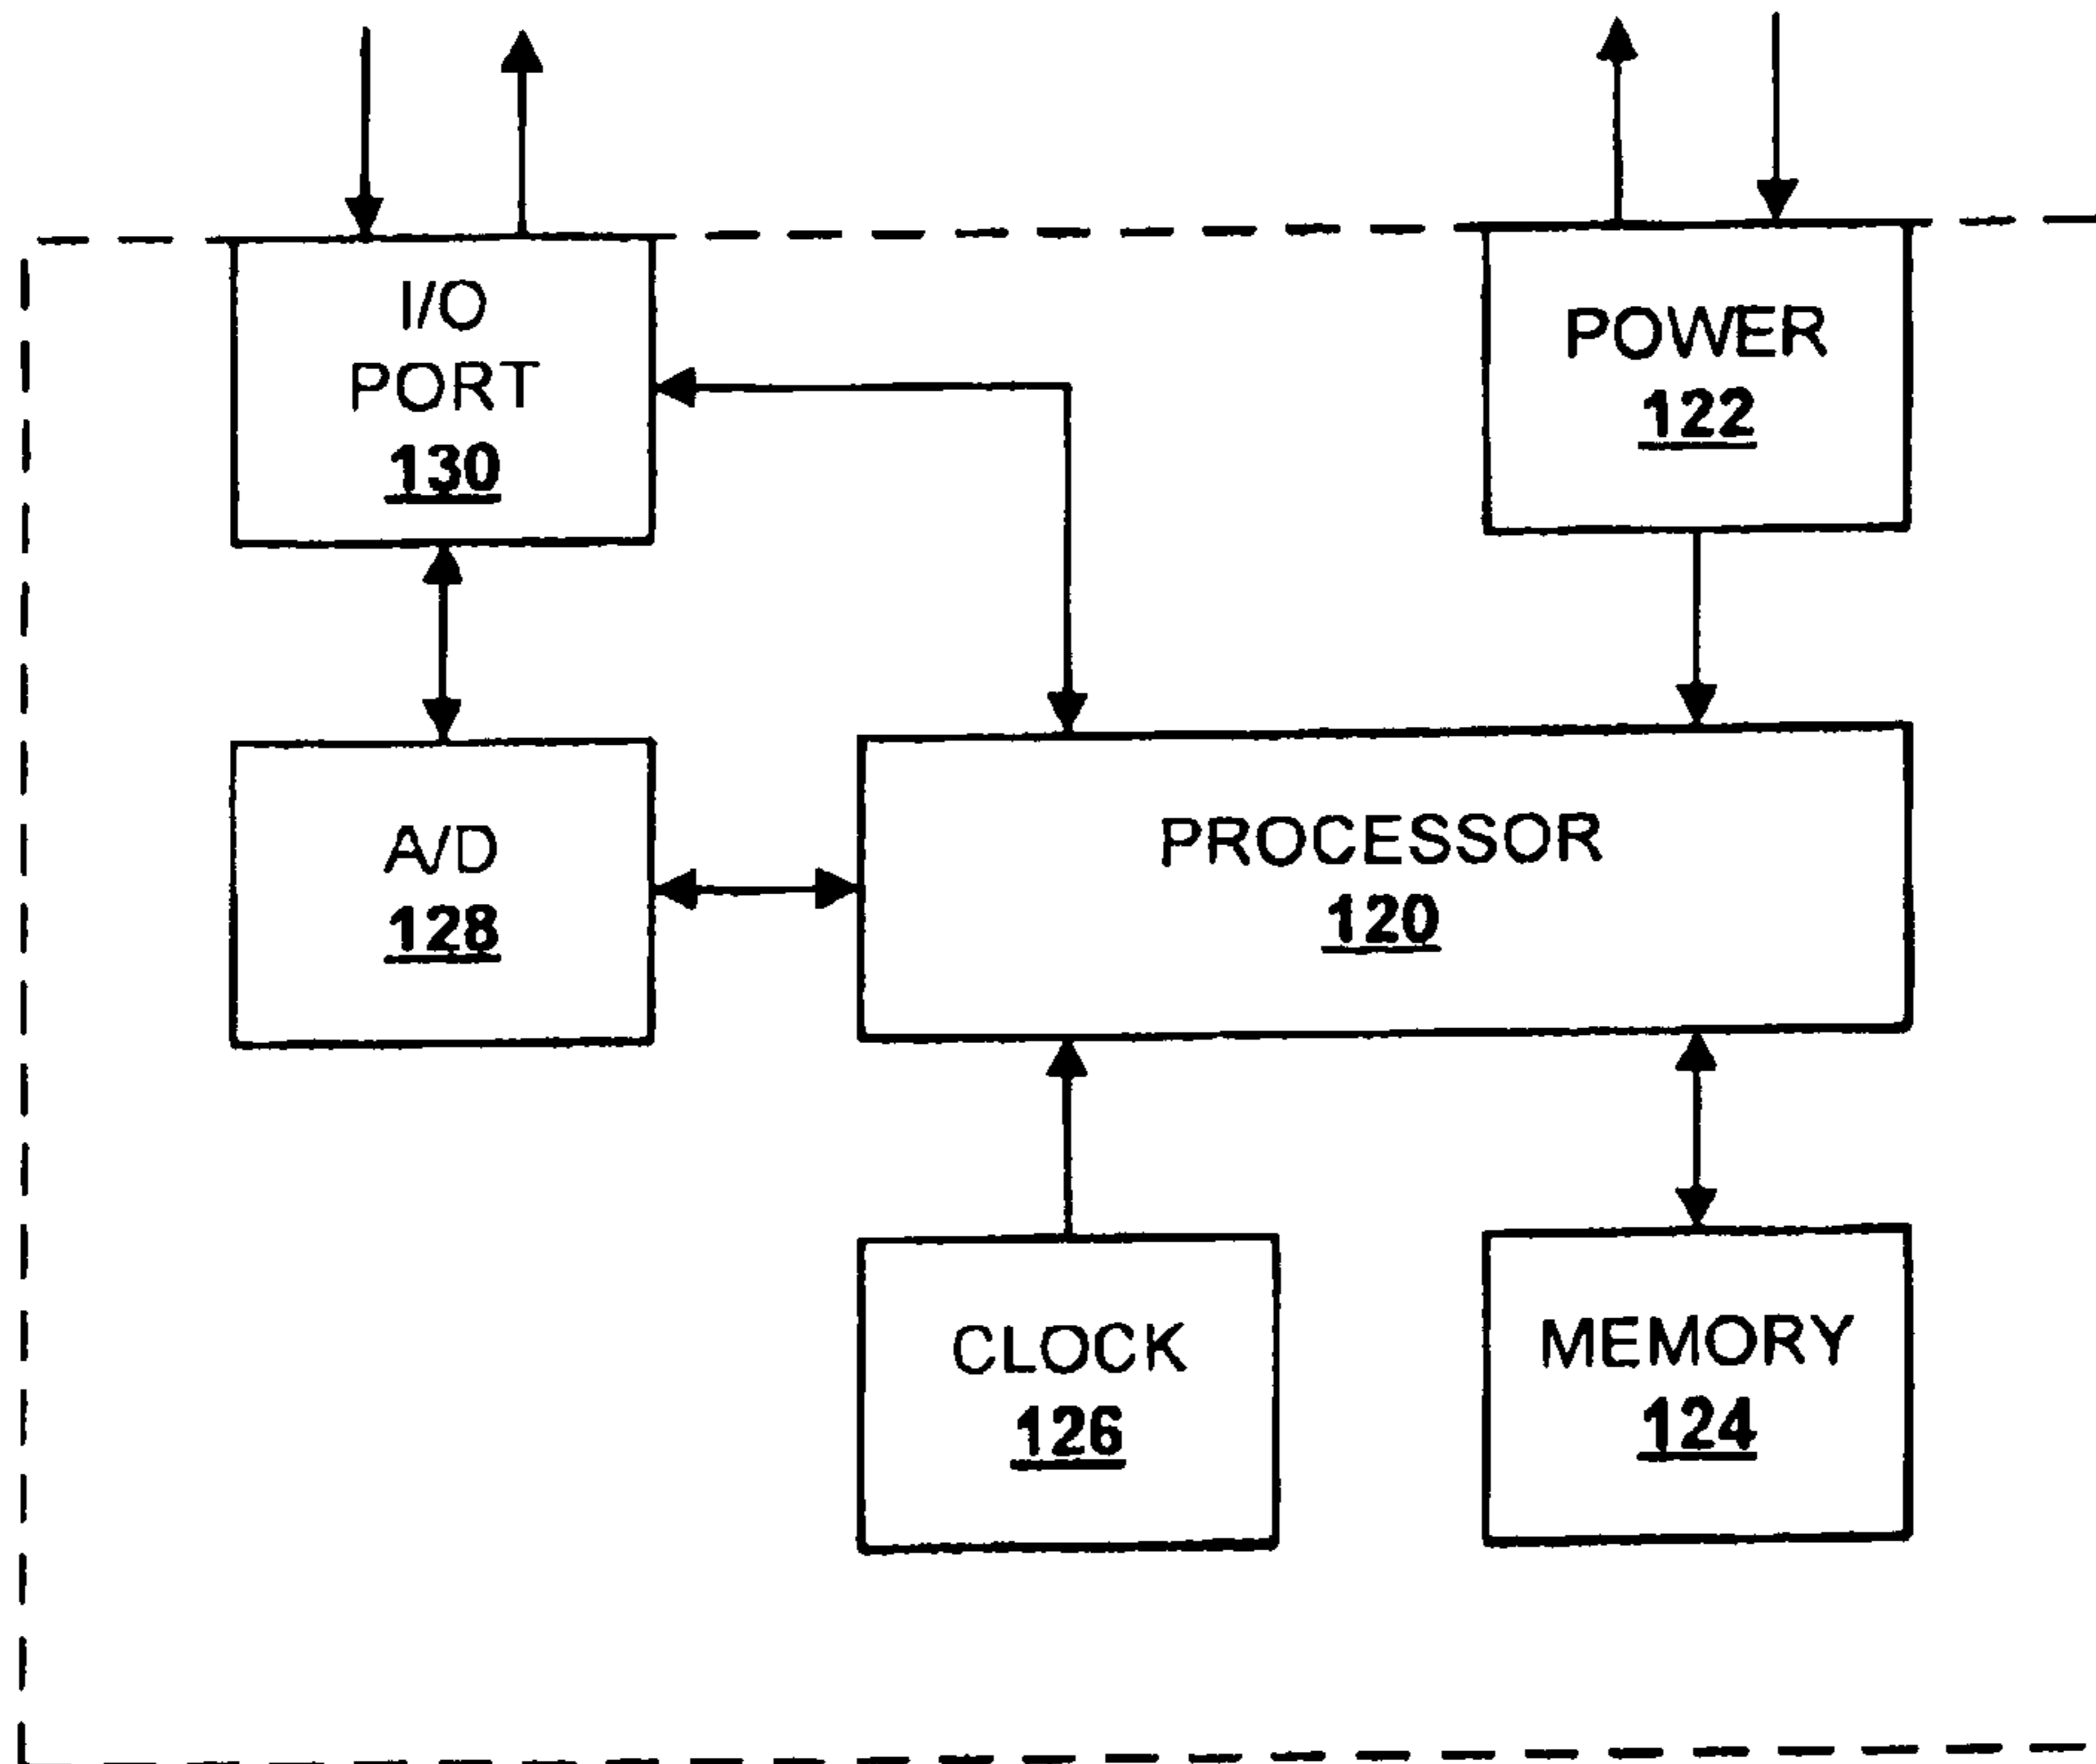 I/O
PORT
130
POWER
122
A/D
128
PROCESSOR
120
CLOCK
126
MEMORY
124